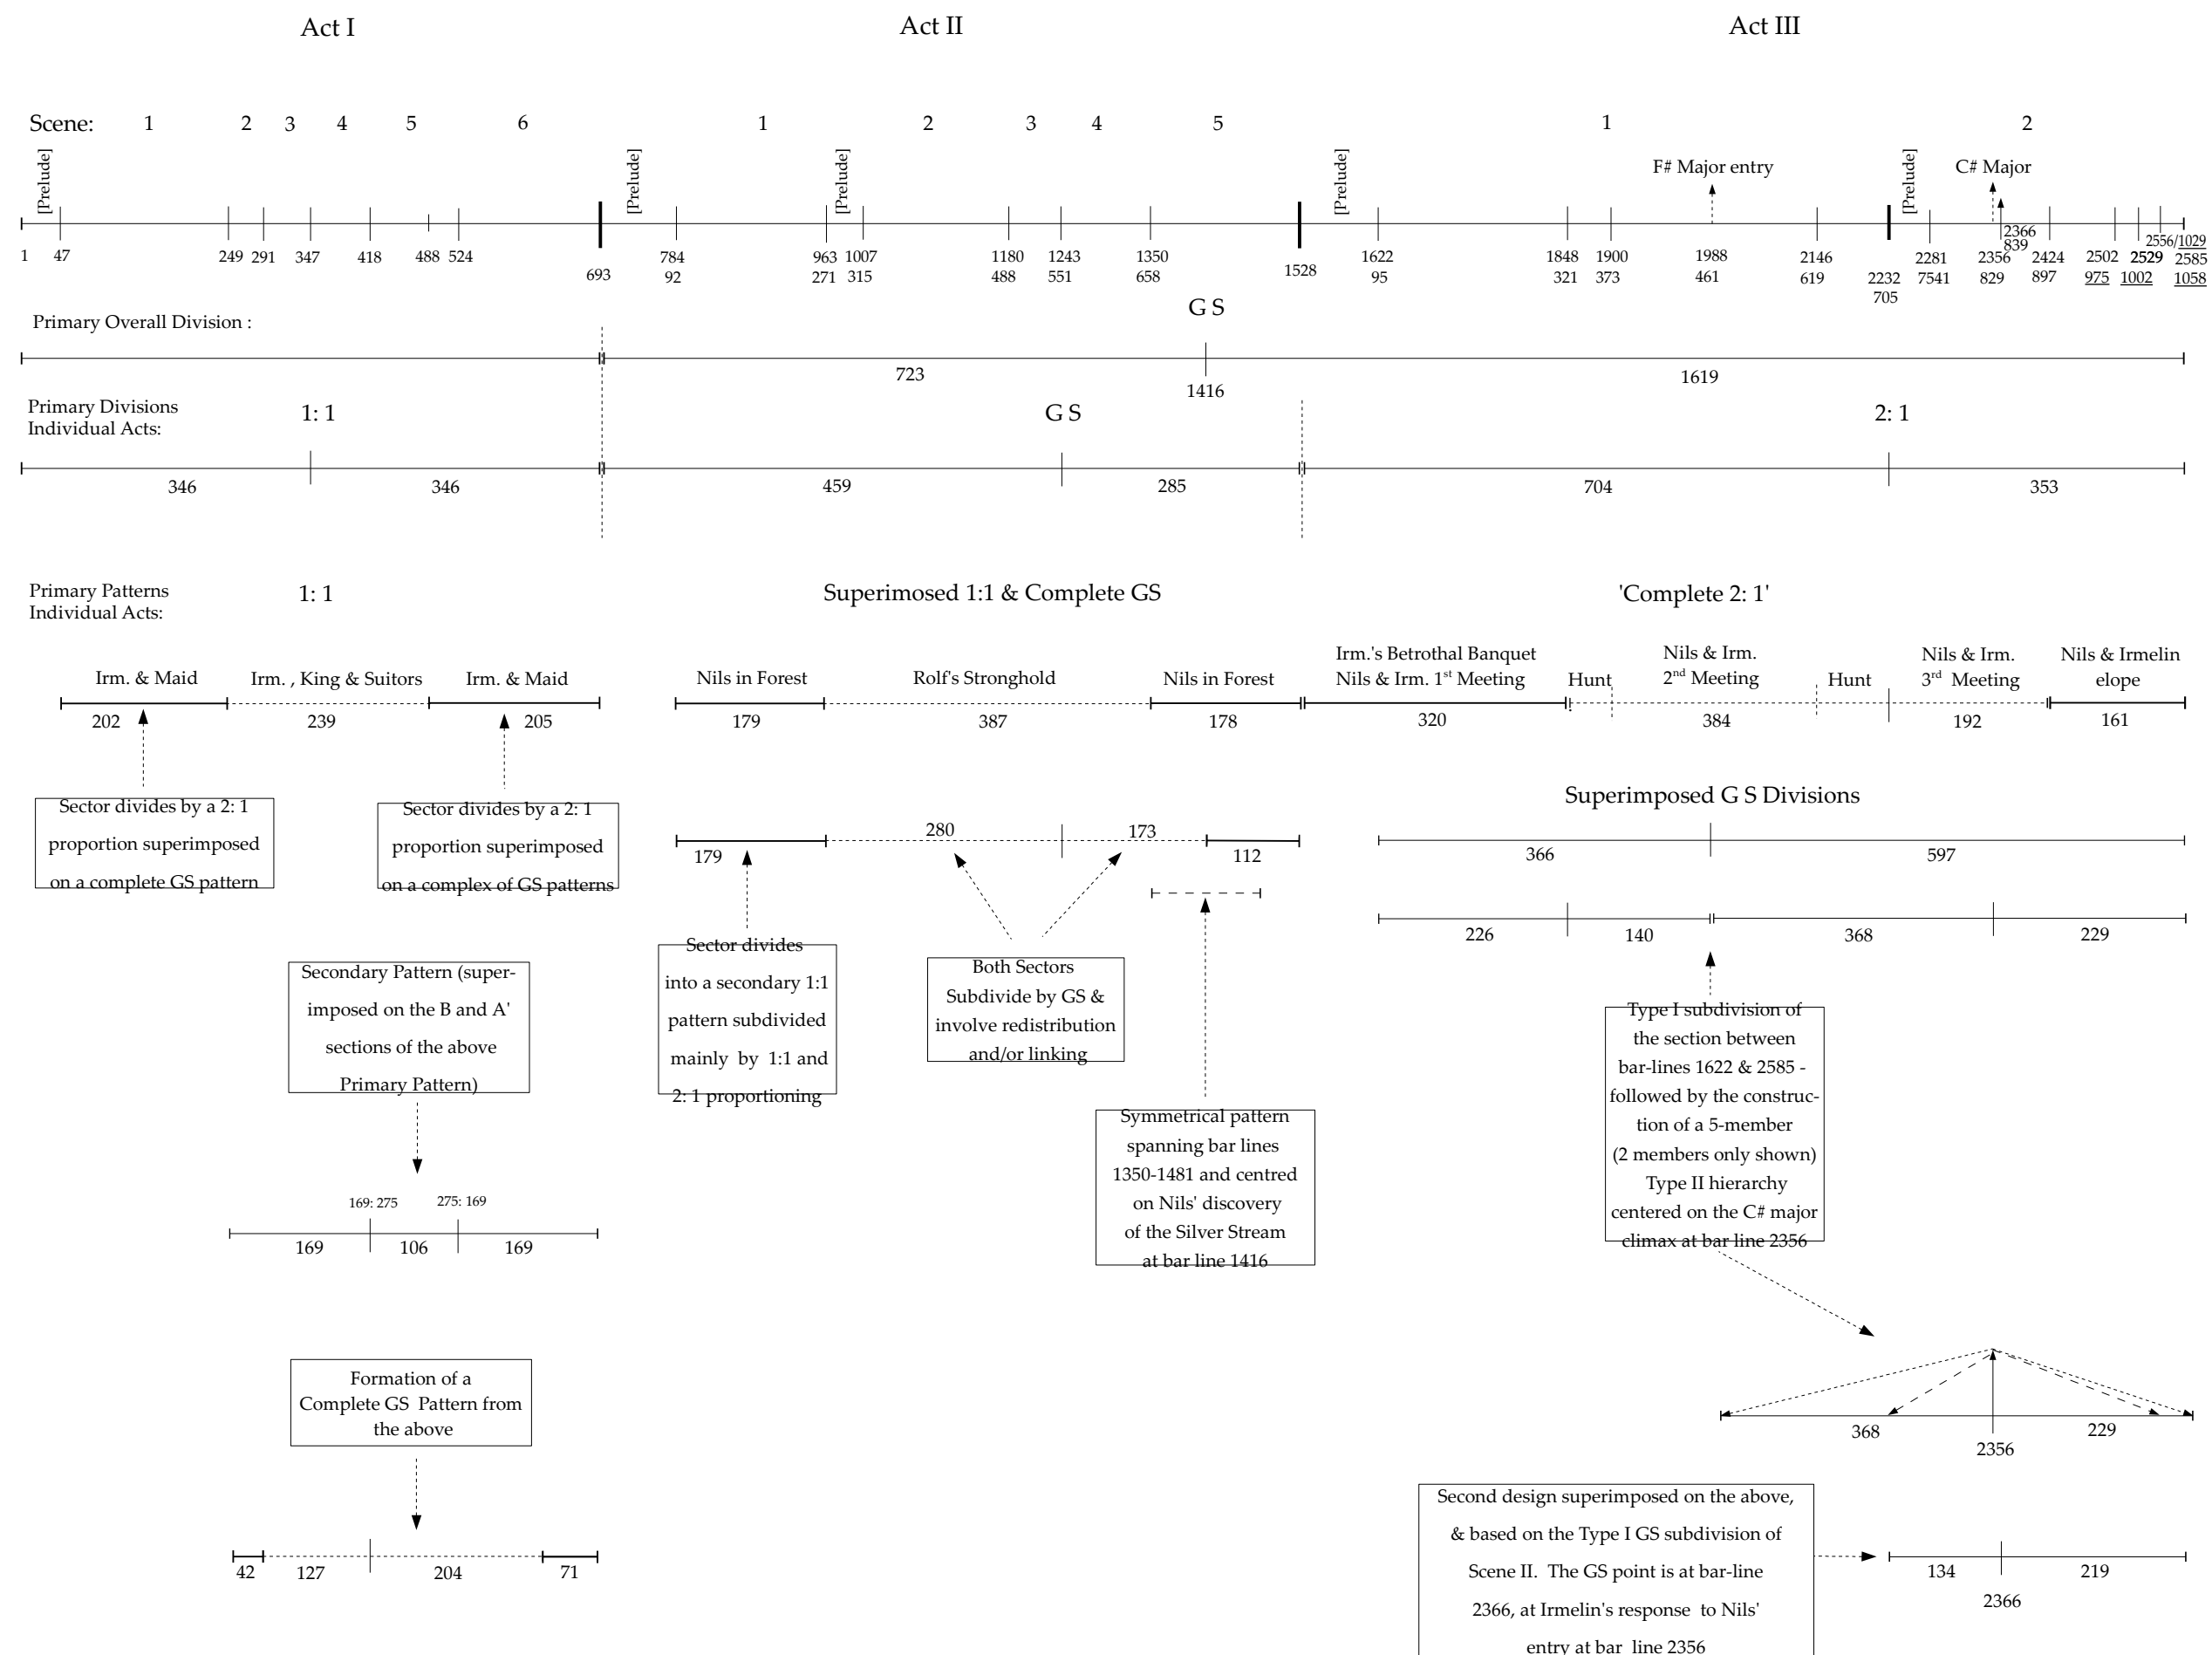 Act I
Act II
Act III
Scene: 1 2 3 4 5 6 1 2 3 4 5 1 2
[Prelude] [Prelude] [Prelude] [Prelude] [Prelude]
F# Major entry C# Major
1 47 249 291 347 418 488 524 693
784 963 1007 1180 1243 1350 1528
92 271 315 488 551 658
1622 1848 1900 1988 2146 2232
95 321 373 461 619 705
2281 2356 2366 2424 2502 2529 2556/1029 2585
7541 829 839 897 975 1002 1058
Primary Overall Division :
G S
723 1416 1619
Primary Divisions
Individual Acts:
1: 1 G S 2: 1
346 346 459 285 704 353
Primary Patterns
Individual Acts:
1: 1
Superimosed 1:1 & Complete GS
'Complete 2: 1'
Irm. & Maid
Irm. , King & Suitors
Irm. & Maid
Nils in Forest
Rolf's Stronghold
Nils in Forest
Irm.'s Betrothal Banquet
Nils & Irm. 1st Meeting
Hunt
Nils & Irm.
2nd Meeting
Hunt
Nils & Irm.
3rd Meeting
Nils & Irmelin
elope
202 239 205 179 387 178 320 384 192 161
Sector divides by a 2: 1
proportion superimposed
on a complete GS pattern
Sector divides by a 2: 1
proportion superimposed
on a complex of GS patterns
179 280 173 112
Superimposed G S Divisions
366 597
226 140 368 229
Secondary Pattern (super-
imposed on the B and A'
sections of the above
Primary Pattern)
Sector divides
into a secondary 1:1
pattern subdivided
mainly by 1:1 and
2: 1 proportioning
Both Sectors
Subdivide by GS &
involve redistribution
and/or linking
Symmetrical pattern
spanning bar lines
1350-1481 and centred
on Nils' discovery
of the Silver Stream
at bar line 1416
Type I subdivision of
the section between
bar-lines 1622 & 2585 -
followed by the construc-
tion of a 5-member
(2 members only shown)
Type II hierarchy
centered on the C# major
climax at bar line 2356
169: 275 275: 169
169 106 169
Formation of a
Complete GS Pattern from
the above
42 127 204 71
368 2356 229
Second design superimposed on the above,
& based on the Type I GS subdivision of
Scene II. The GS point is at bar-line
2366, at Irmelin's response to Nils'
entry at bar line 2356
134 2366 219